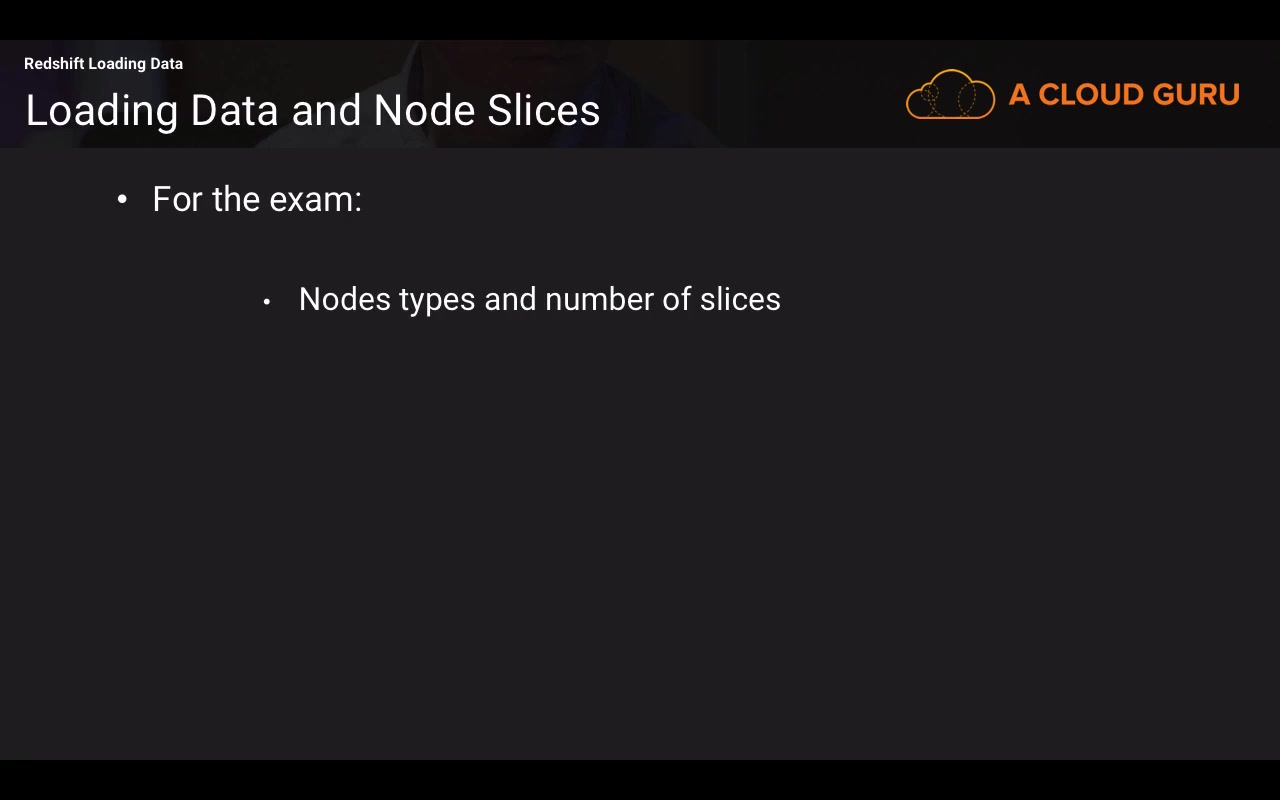 Redshift Loading Data
Loading Data and Node Slices
A CLOUD GURU
• For the exam:
• Nodes types and number of slices